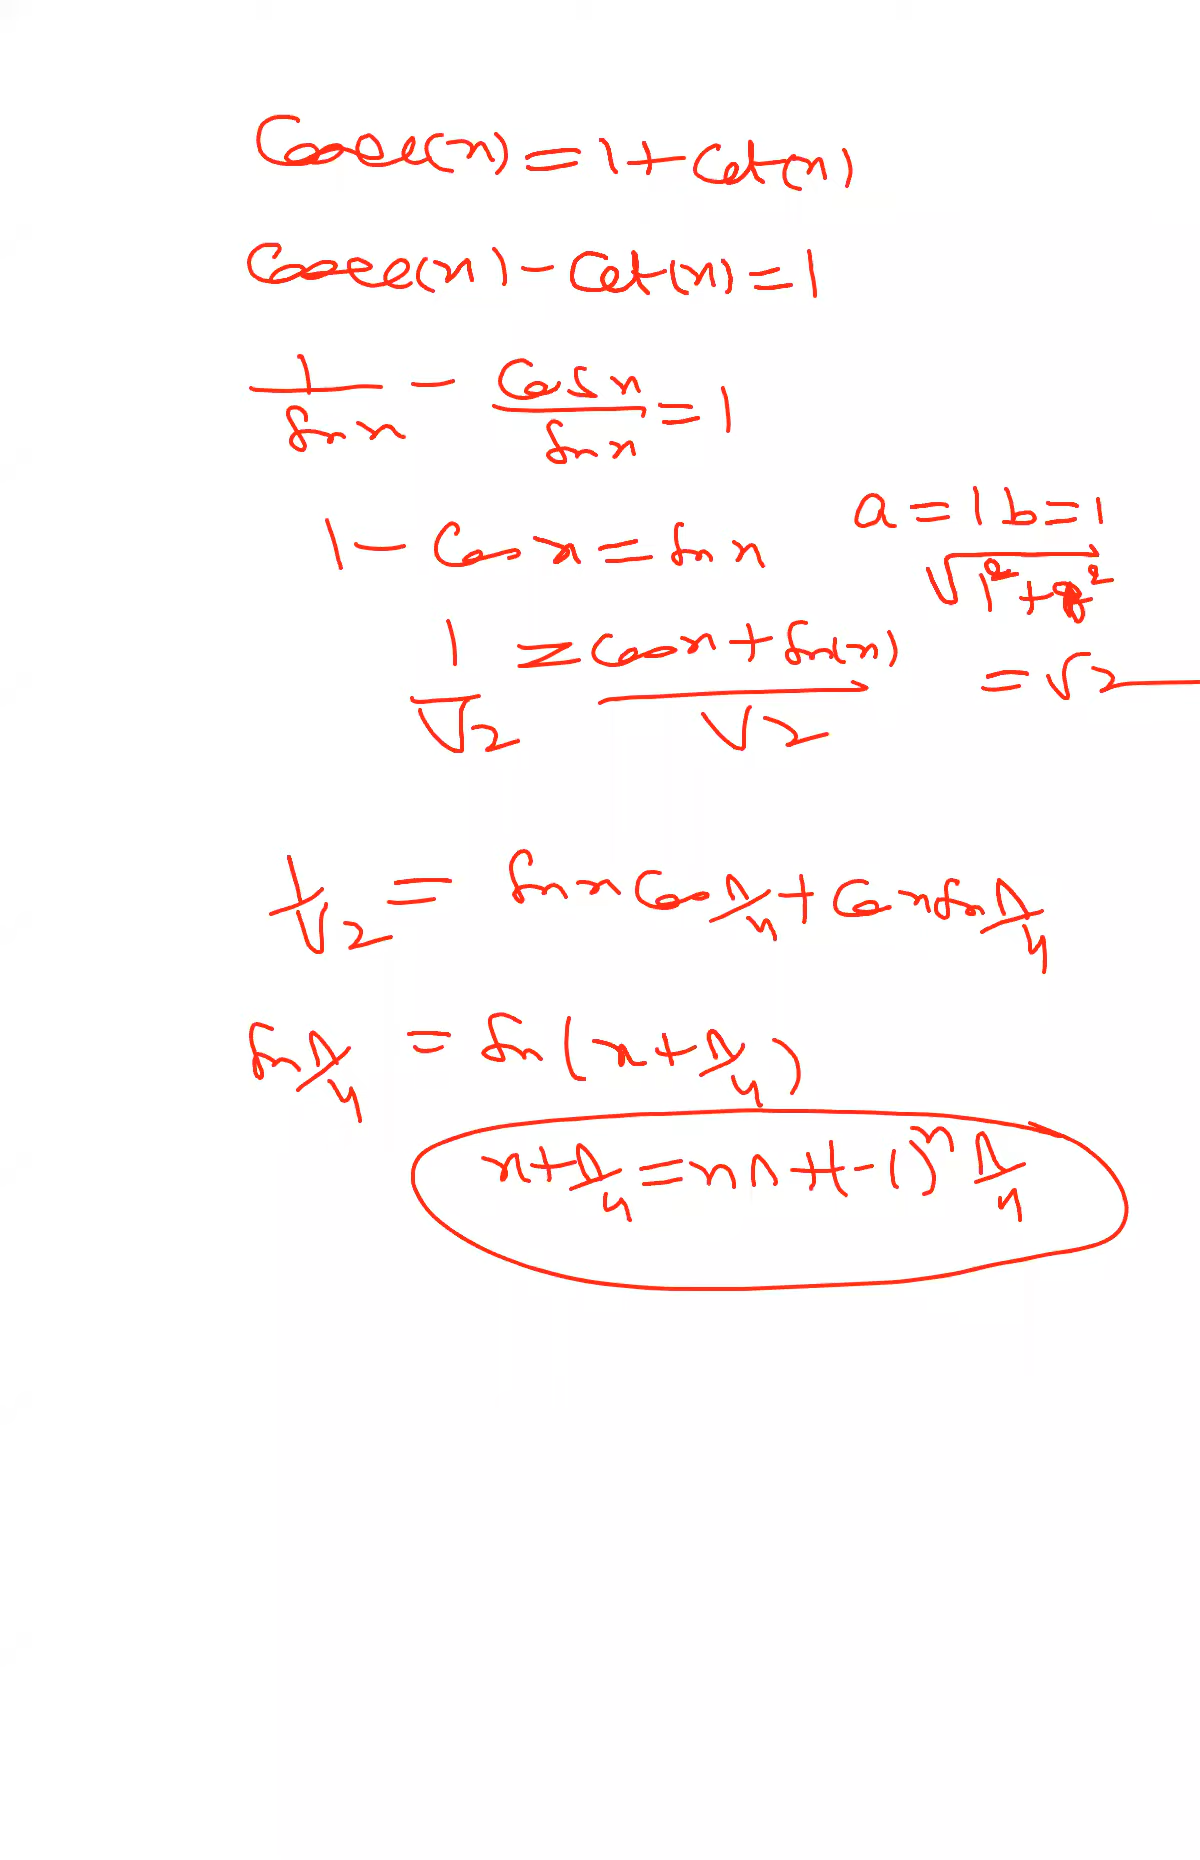 Cosec(x) = 1 + cot(x)
Cosec(x) - Cot(x) = 1
1/sin x - Cos x/sin x = 1
1 - Cos x = sin x
a = 1 b = 1
√(1² + 1²)
= √2
1/√2 = (cos x + sin(x))/√2
1/√2 = sin x Cos π/4 + Cos x sin π/4
sin π/4 = sin(x + π/4)
x + π/4 = nπ + (-1)ⁿ π/4